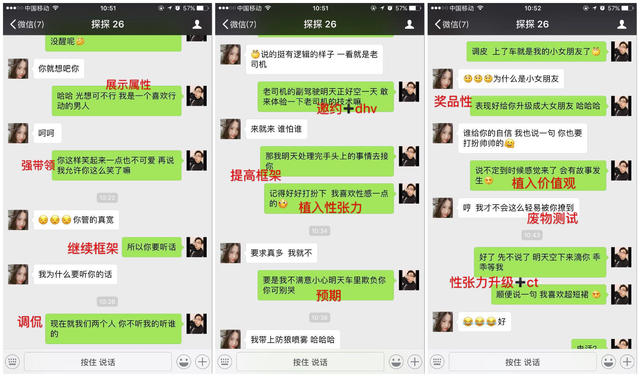 中国移动
10:51
57%
微信(7)
探探 26
没醒呢
你就想吧你
展示属性
哈哈 光想可不行 我是一个喜欢行
动的男人
呵呵
强带领
你这样笑起来一点也不可爱 再说
我允许你这么笑了嘛
10:22
你管的真宽
继续框架
所以你要听话
我为什么要听你的话
10:28
调侃
现在就我们两个人 你不听我的听谁
的
按住 说话
中国移动
10:51
57%
微信(7)
探探 26
说的挺有逻辑的样子 一看就是老
司机
老司机的副驾驶明天正好空一天 敢
来体验一下老司机的技术嘛
邀约+dhv
来就来 谁怕谁
那我明天处理完手头上的事情去接
你
提高框架
记得好好打扮下 我喜欢性感一点
的
植入性张力
10:34
要求真多 我就不
要是我不满意小心明天车里欺负你
你可别哭
预期
10:38
我带上防狼喷雾 哈哈哈
按住 说话
中国移动
10:52
57%
微信(7)
探探 26
调皮 上了车就是我的小女朋友了
为什么是小女朋友
奖品性
表现好给你升级成大女朋友 哈哈哈
谁给你的自信 我也说一句 你也要
打扮帅帅的
说不定到时候感觉来了 会有故事发
生
植入价值观
哼 我才不会这么轻易被你撩到
废物测试
10:43
好了 先不说了 明天空下来滴你 乖
乖等我
性张力升级+ct
顺便说一句 我喜欢超短裙
好
电话?
按住 说话